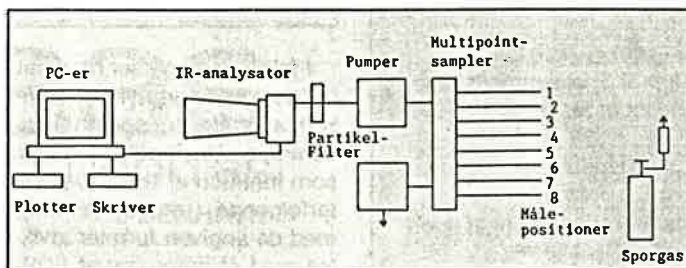 PC-er
IR-analysator
Pumper
Multipoint-
sampler
1
2
3
4
5
6
7
8
Partikel-
Filter
Plotter
Skriver
Måle-
positioner
Sporgas